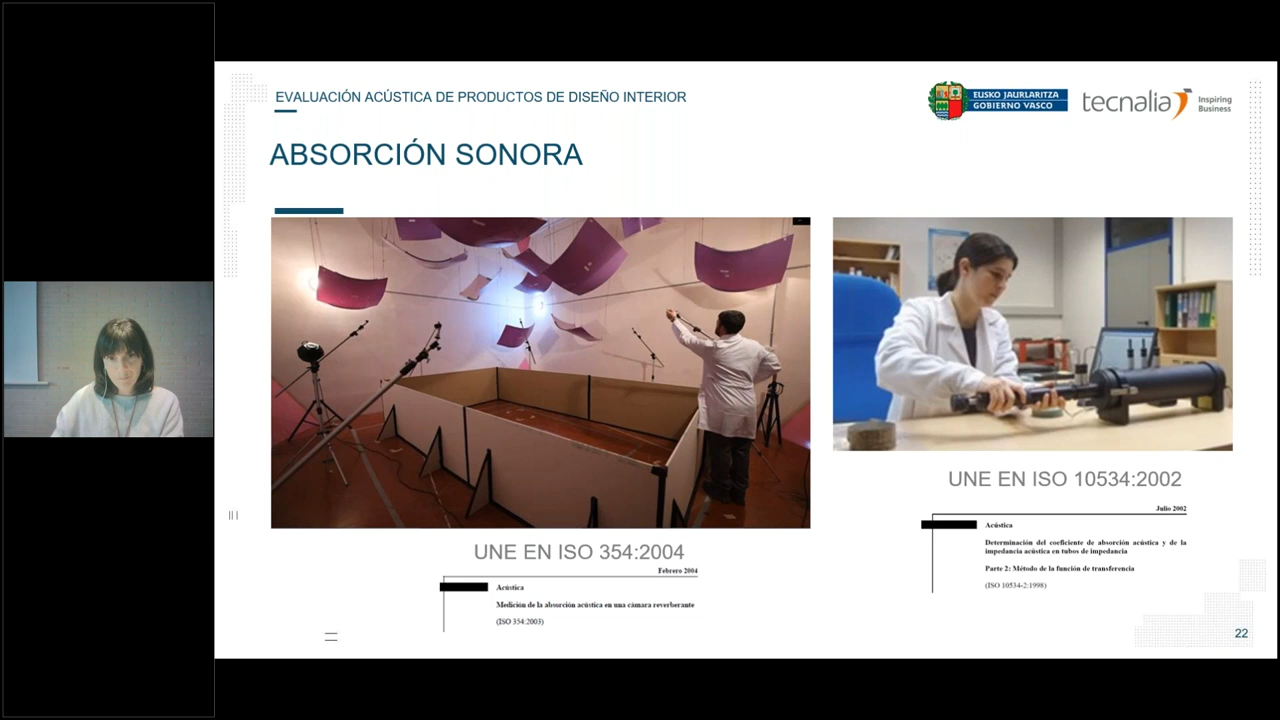 EVALUACIÓN ACÚSTICA DE PRODUCTOS DE DISEÑO INTERIOR
EUSKO JAURLARITZA
GOBIERNO VASCO
tecnalia
Inspiring
Business
ABSORCIÓN SONORA
UNE EN ISO 354:2004
Febrero 2004
Acústica
Medición de la absorción acústica en una cámara reverberante
(ISO 354:2003)
UNE EN ISO 10534:2002
Julio 2002
Acústica
Determinación del coeficiente de absorción acústica y de la
impedancia acústica en tubos de impedancia
Parte 2: Método de la función de transferencia
(ISO 10534-2:1998)
22